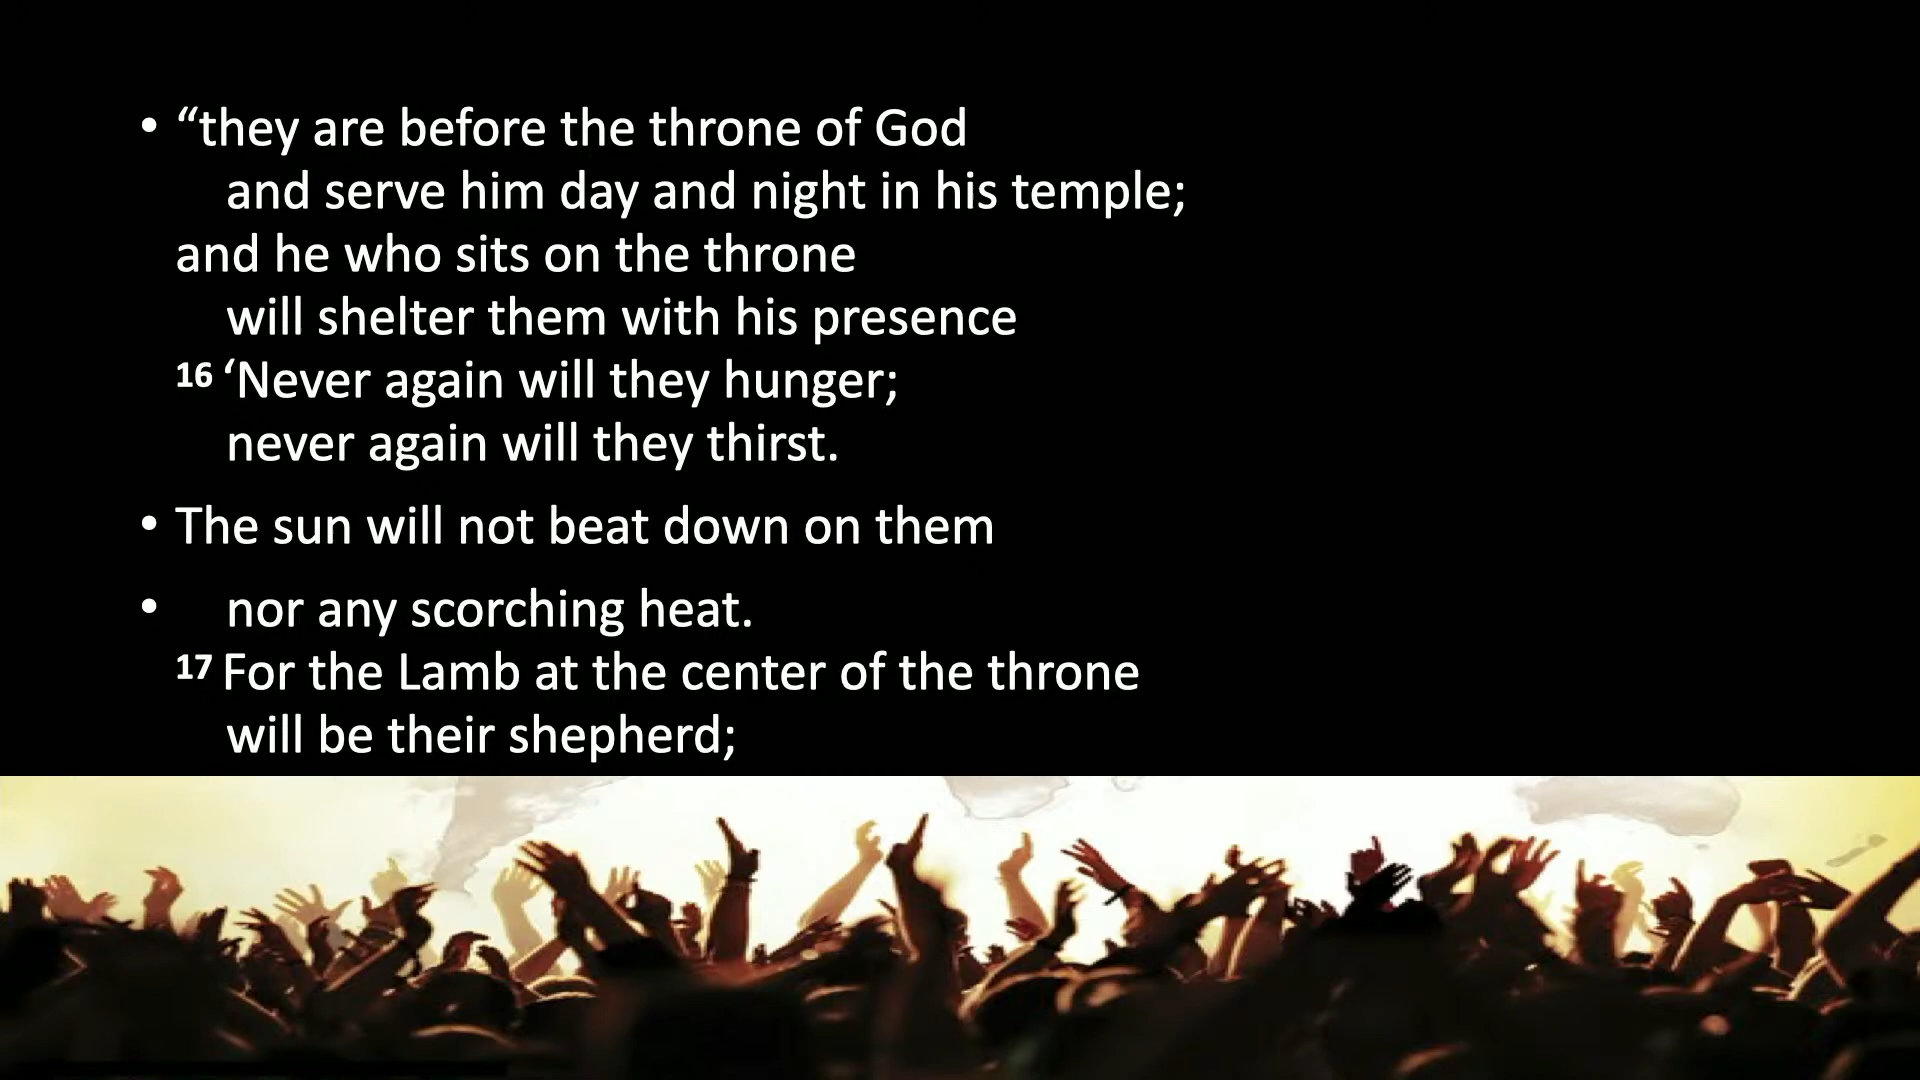 • “they are before the throne of God
and serve him day and night in his temple;
and he who sits on the throne
will shelter them with his presence
16 ‘Never again will they hunger;
never again will they thirst.
• The sun will not beat down on them
• nor any scorching heat.
17 For the Lamb at the center of the throne
will be their shepherd;